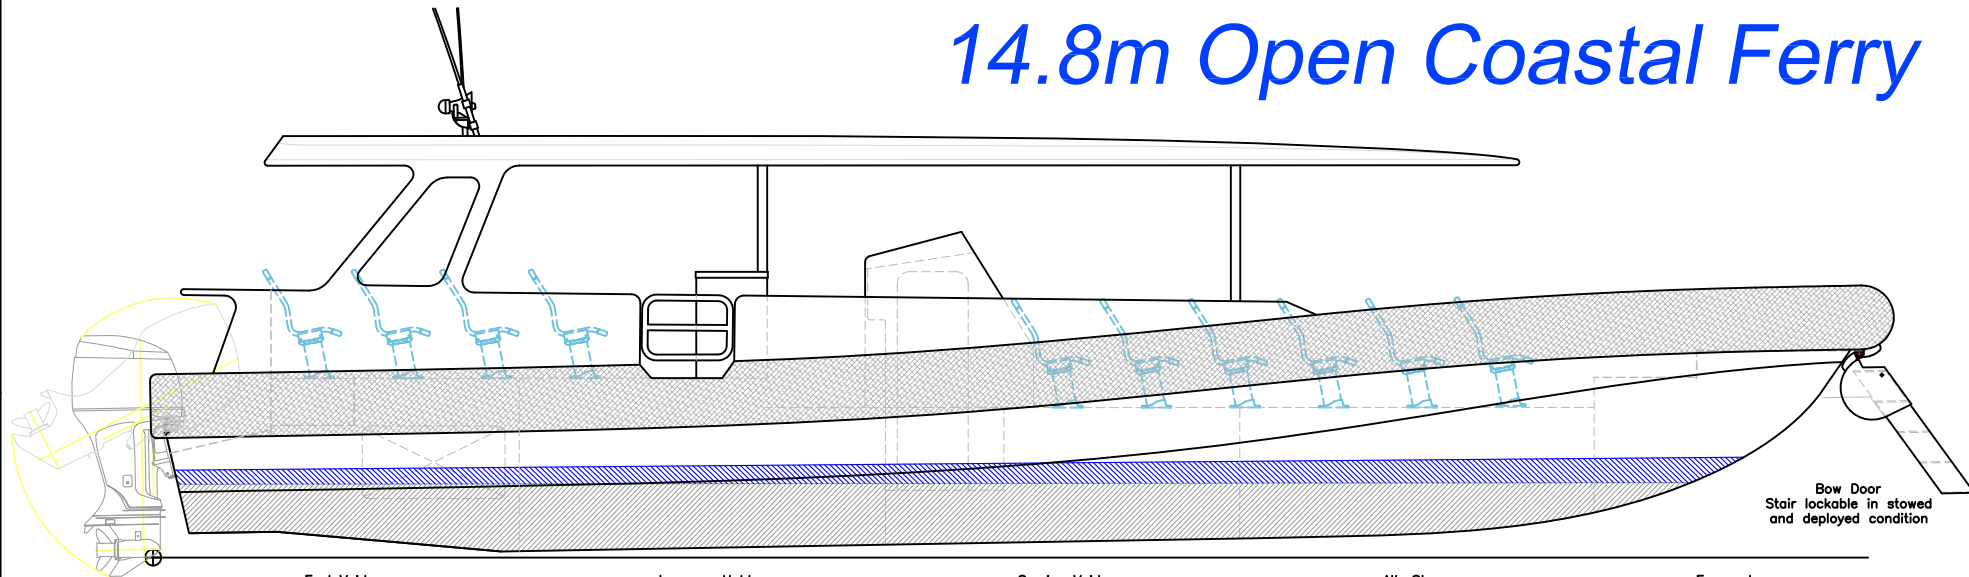 14.8m Open Coastal Ferry
Bow Door
Stair lockable in stowed
and deployed condition